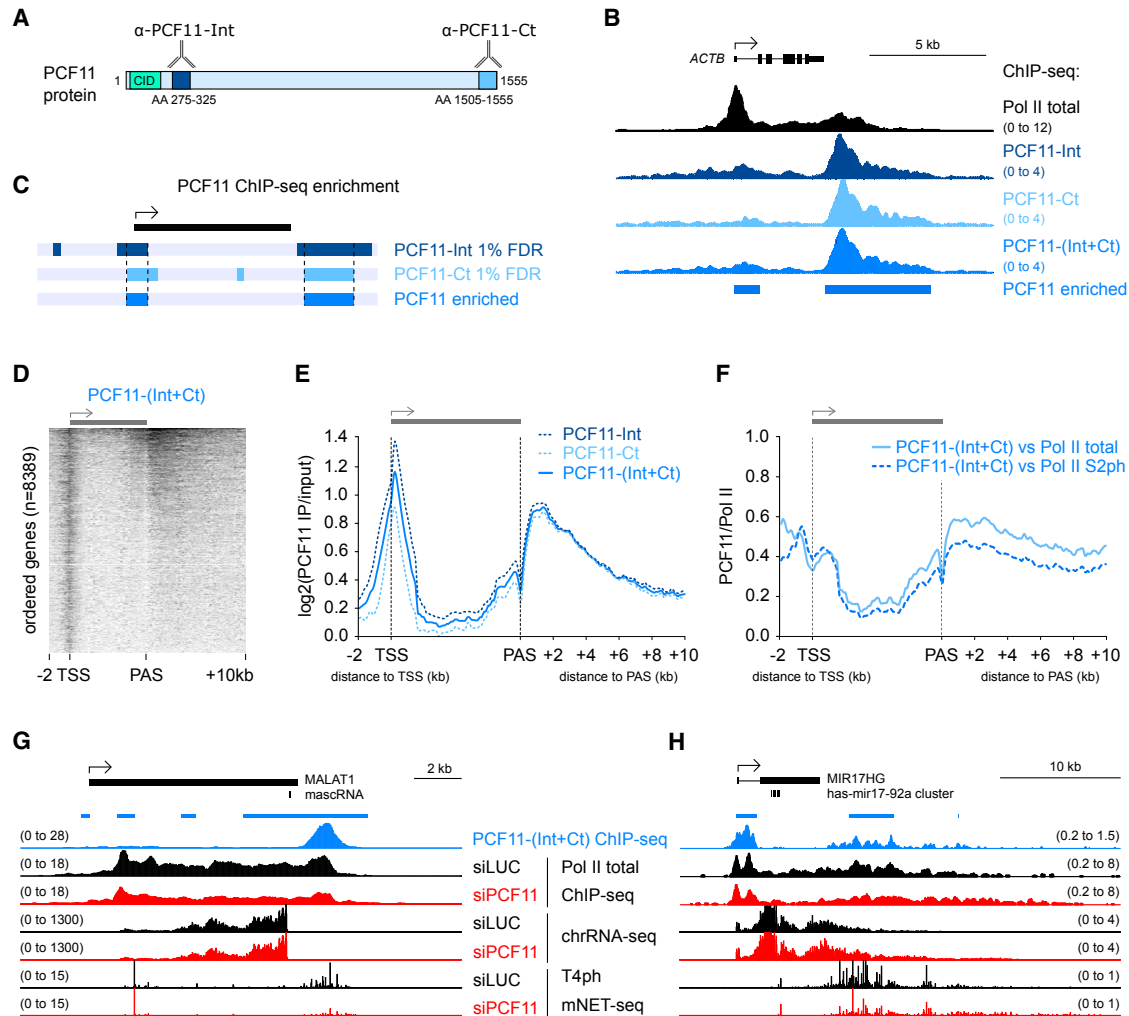 A
α-PCF11-Int
α-PCF11-Ct
PCF11
protein
1
CID
1555
AA 275-325
AA 1505-1555
B
ACTB
5 kb
ChIP-seq:
Pol II total
(0 to 12)
PCF11-Int
(0 to 4)
PCF11-Ct
(0 to 4)
PCF11-(Int+Ct)
(0 to 4)
PCF11 enriched
C
PCF11 ChIP-seq enrichment
PCF11-Int 1% FDR
PCF11-Ct 1% FDR
PCF11 enriched
D
PCF11-(Int+Ct)
ordered genes (n=8389)
-2 TSS PAS +10kb
E
PCF11-Int
PCF11-Ct
PCF11-(Int+Ct)
log2(PCF11 IP/input)
1.4
1.2
1.0
0.8
0.6
0.4
0.2
0.0
-2 TSS PAS +2 +4 +6 +8 +10
distance to TSS (kb)
distance to PAS (kb)
F
PCF11-(Int+Ct) vs Pol II total
PCF11-(Int+Ct) vs Pol II S2ph
PCF11/Pol II
1.0
0.8
0.6
0.4
0.2
0.0
-2 TSS PAS +2 +4 +6 +8 +10
distance to TSS (kb)
distance to PAS (kb)
G
2 kb
MALAT1
mascRNA
(0 to 28)
PCF11-(Int+Ct) ChIP-seq
(0 to 18)
siLUC
Pol II total
(0 to 18)
siPCF11
ChIP-seq
(0 to 1300)
siLUC
chrRNA-seq
(0 to 1300)
siPCF11
(0 to 15)
siLUC
T4ph
(0 to 15)
siPCF11
mNET-seq
H
10 kb
MIR17HG
has-mir17-92a cluster
(0.2 to 1.5)
(0.2 to 8)
(0.2 to 8)
(0 to 4)
(0 to 4)
(0 to 1)
(0 to 1)